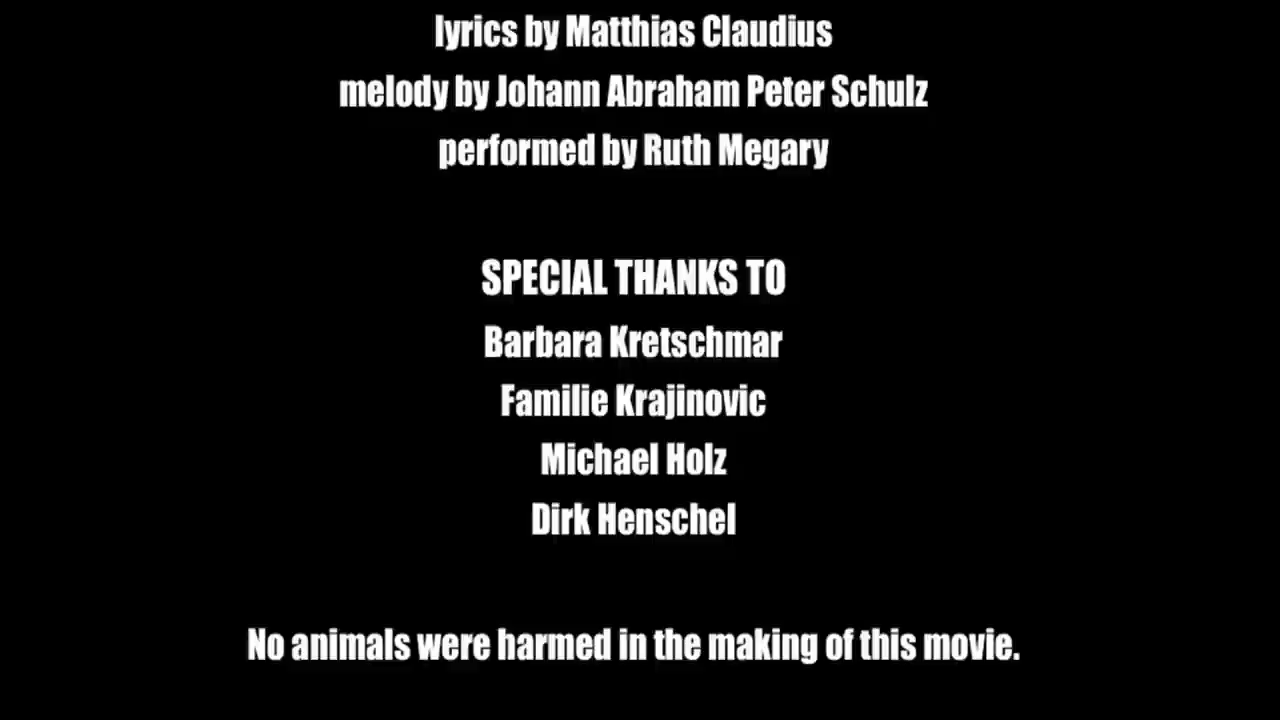 lyrics by Matthias Claudius
melody by Johann Abraham Peter Schulz
performed by Ruth Megary
SPECIAL THANKS TO
Barbara Kretschmar
Familie Krajinovic
Michael Holz
Dirk Henschel
No animals were harmed in the making of this movie.